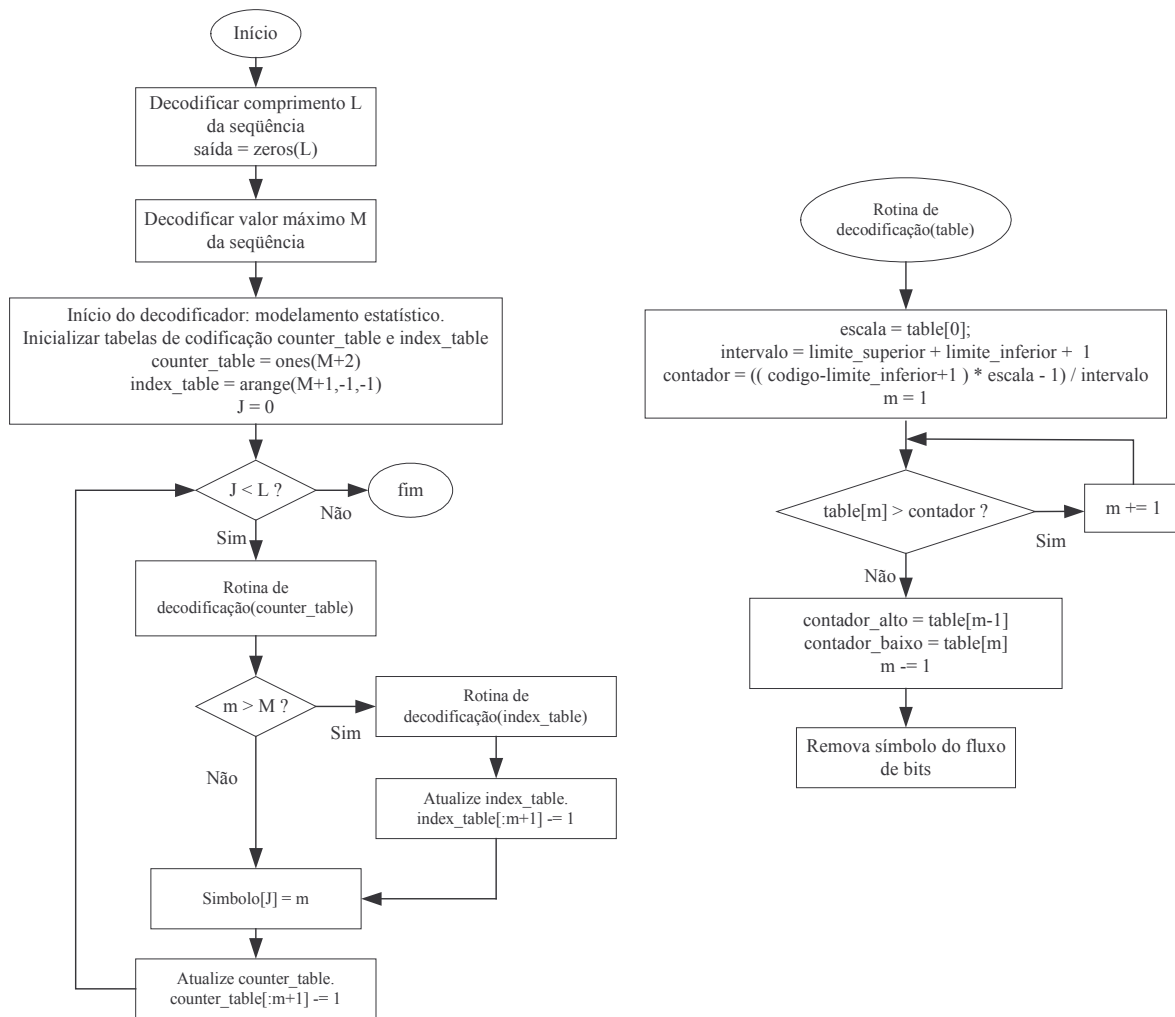 Início
Decodificar comprimento L
da seqüência
saída = zeros(L)
Decodificar valor máximo M
da seqüência
Início do decodificador: modelamento estatístico.
Inicializar tabelas de codificação counter_table e index_table
counter_table = ones(M+2)
index_table = arange(M+1,-1,-1)
J = 0
J < L ?
Não
fim
Sim
Rotina de
decodificação(counter_table)
m > M ?
Sim
Rotina de
decodificação(index_table)
Não
Atualize index_table.
index_table[:m+1] -= 1
Simbolo[J] = m
Atualize counter_table.
counter_table[:m+1] -= 1
Rotina de
decodificação(table)
escala = table[0];
intervalo = limite_superior + limite_inferior + 1
contador = (( codigo-limite_inferior+1 ) * escala - 1) / intervalo
m = 1
table[m] > contador ?
Sim
m += 1
Não
contador_alto = table[m-1]
contador_baixo = table[m]
m -= 1
Remova símbolo do fluxo
de bits